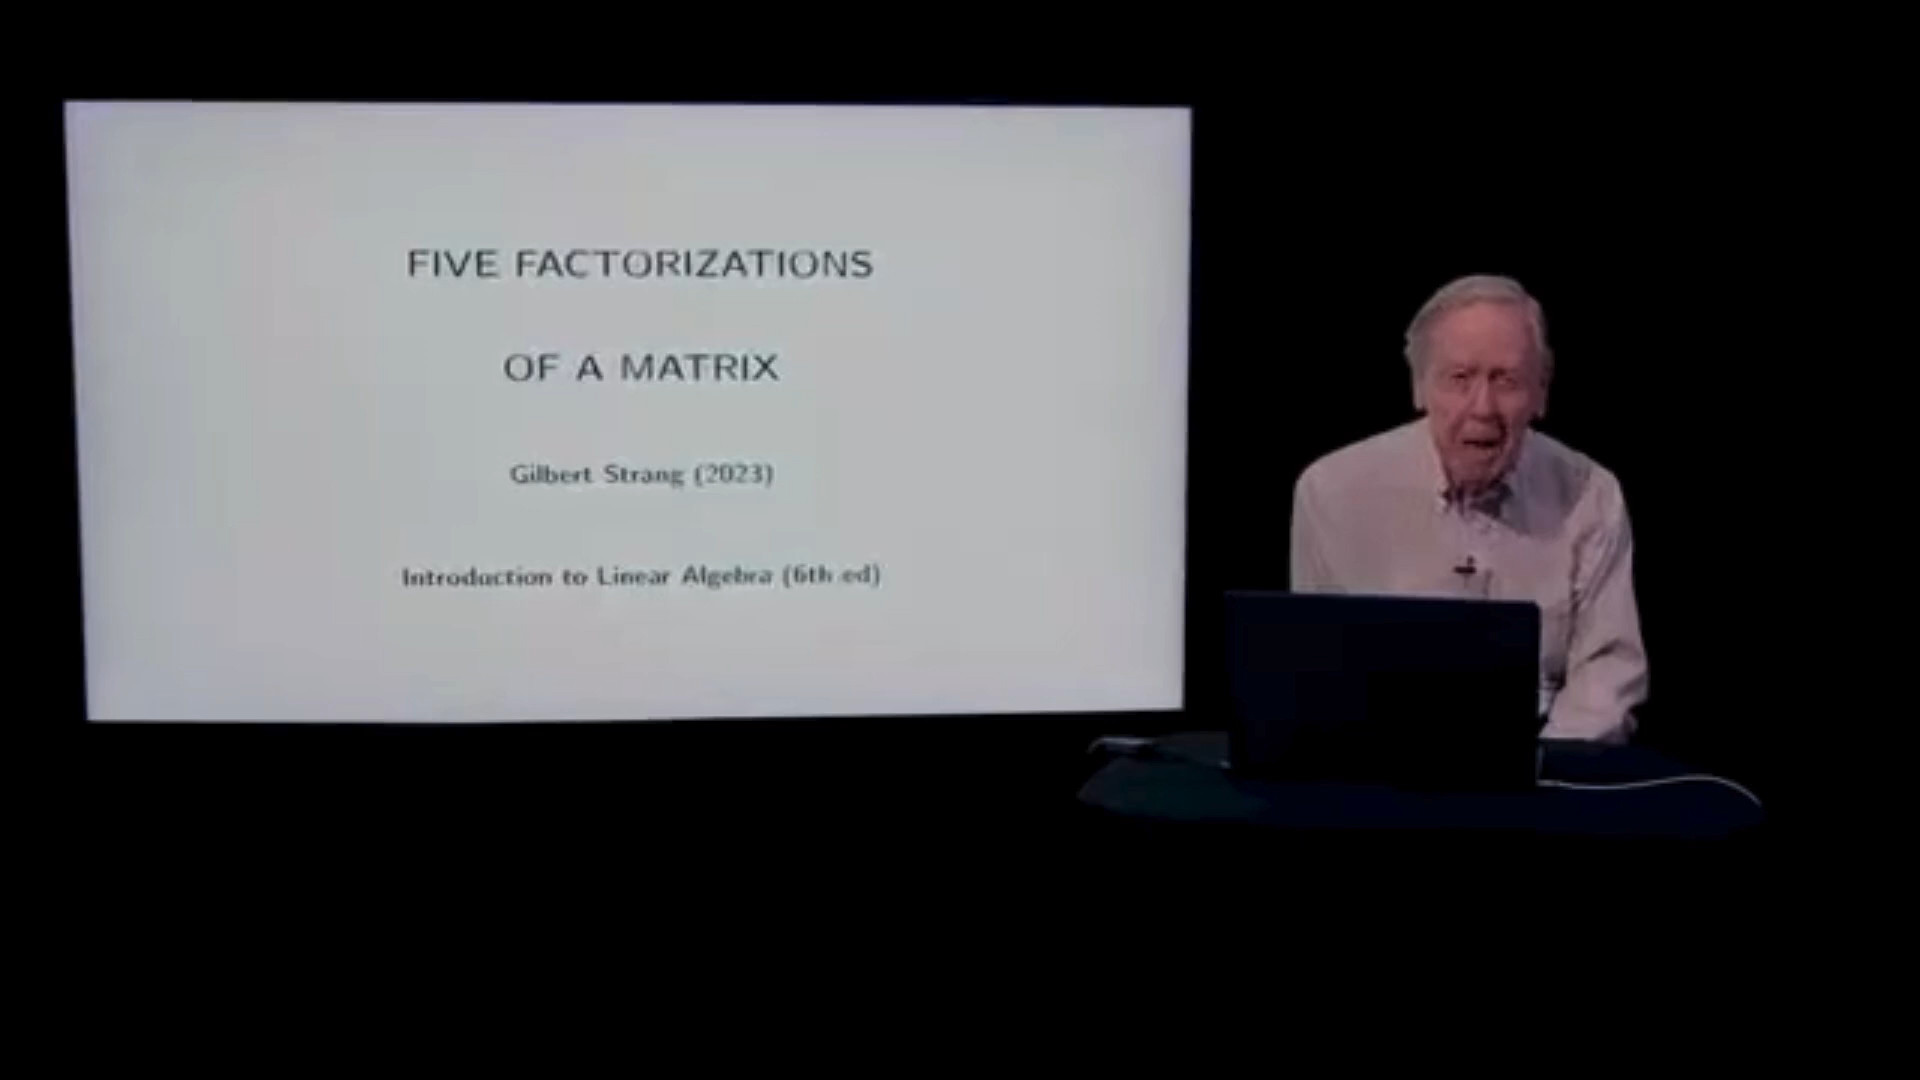 FIVE FACTORIZATIONS
OF A MATRIX
Gilbert Strang (2023)
Introduction to Linear Algebra (6th ed)